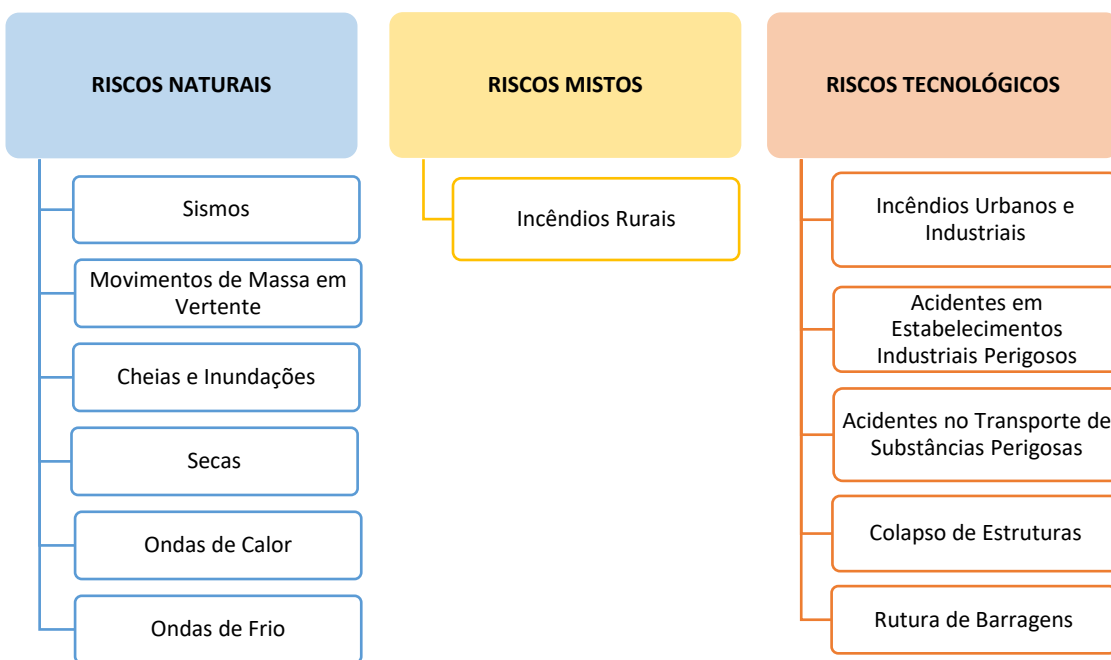 RISCOS NATURAIS
Sismos
Movimentos de Massa em
Vertente
Cheias e Inundações
Secas
Ondas de Calor
Ondas de Frio
RISCOS MISTOS
Incêndios Rurais
RISCOS TECNOLÓGICOS
Incêndios Urbanos e
Industriais
Acidentes em
Estabelecimentos
Industriais Perigosos
Acidentes no Transporte de
Substâncias Perigosas
Colapso de Estruturas
Rutura de Barragens